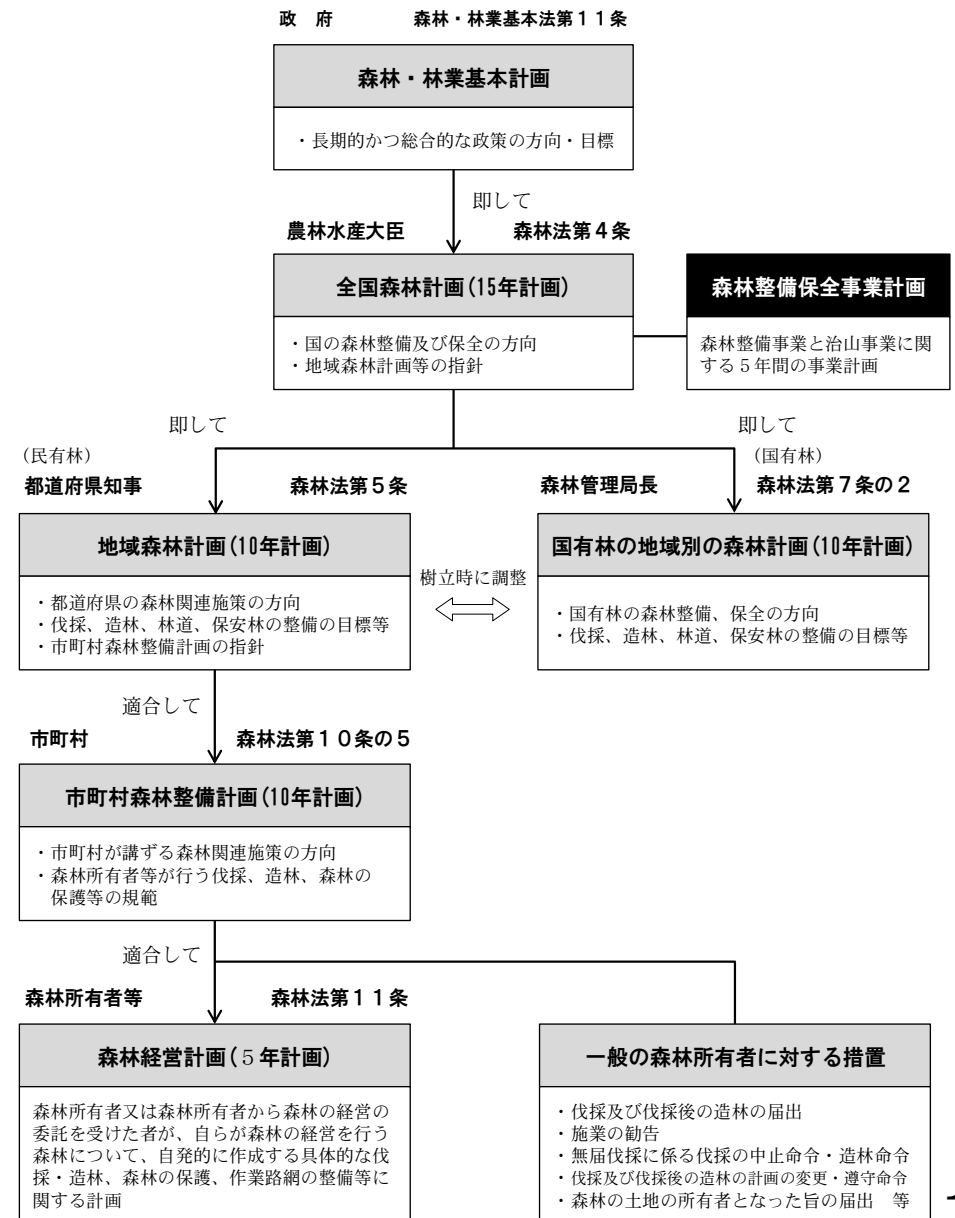 政　府　　　森林・林業基本法第１１条
森林・林業基本計画
・長期的かつ総合的な政策の方向・目標
即して
農林水産大臣　　　森林法第４条
全国森林計画(15年計画)
・国の森林整備及び保全の方向
・地域森林計画等の指針
森林整備保全事業計画
森林整備事業と治山事業に関
する５年間の事業計画
即して
即して
（民有林）
都道府県知事　　　森林法第５条
（国有林）
森林管理局長　　　森林法第７条の２
地域森林計画(10年計画)
・都道府県の森林関連施策の方向
・伐採、造林、林道、保安林の整備の目標等
・市町村森林整備計画の指針
樹立時に調整
国有林の地域別の森林計画(10年計画)
・国有林の森林整備、保全の方向
・伐採、造林、林道、保安林の整備の目標等
適合して
市町村　　　森林法第１０条の５
市町村森林整備計画(10年計画)
・市町村が講ずる森林関連施策の方向
・森林所有者等が行う伐採、造林、森林の
保護等の規範
適合して
森林所有者等　　　森林法第１１条
森林経営計画(５年計画)
森林所有者又は森林所有者から森林の経営の
委託を受けた者が、自らが森林の経営を行う
森林について、自発的に作成する具体的な伐
採・造林、森林の保護、作業路網の整備等に
関する計画
一般の森林所有者に対する措置
・伐採及び伐採後の造林の届出
・施業の勧告
・無届伐採に係る伐採の中止命令・造林命令
・伐採及び伐採後の造林の計画の変更・遵守命令
・森林の土地の所有者となった旨の届出　等